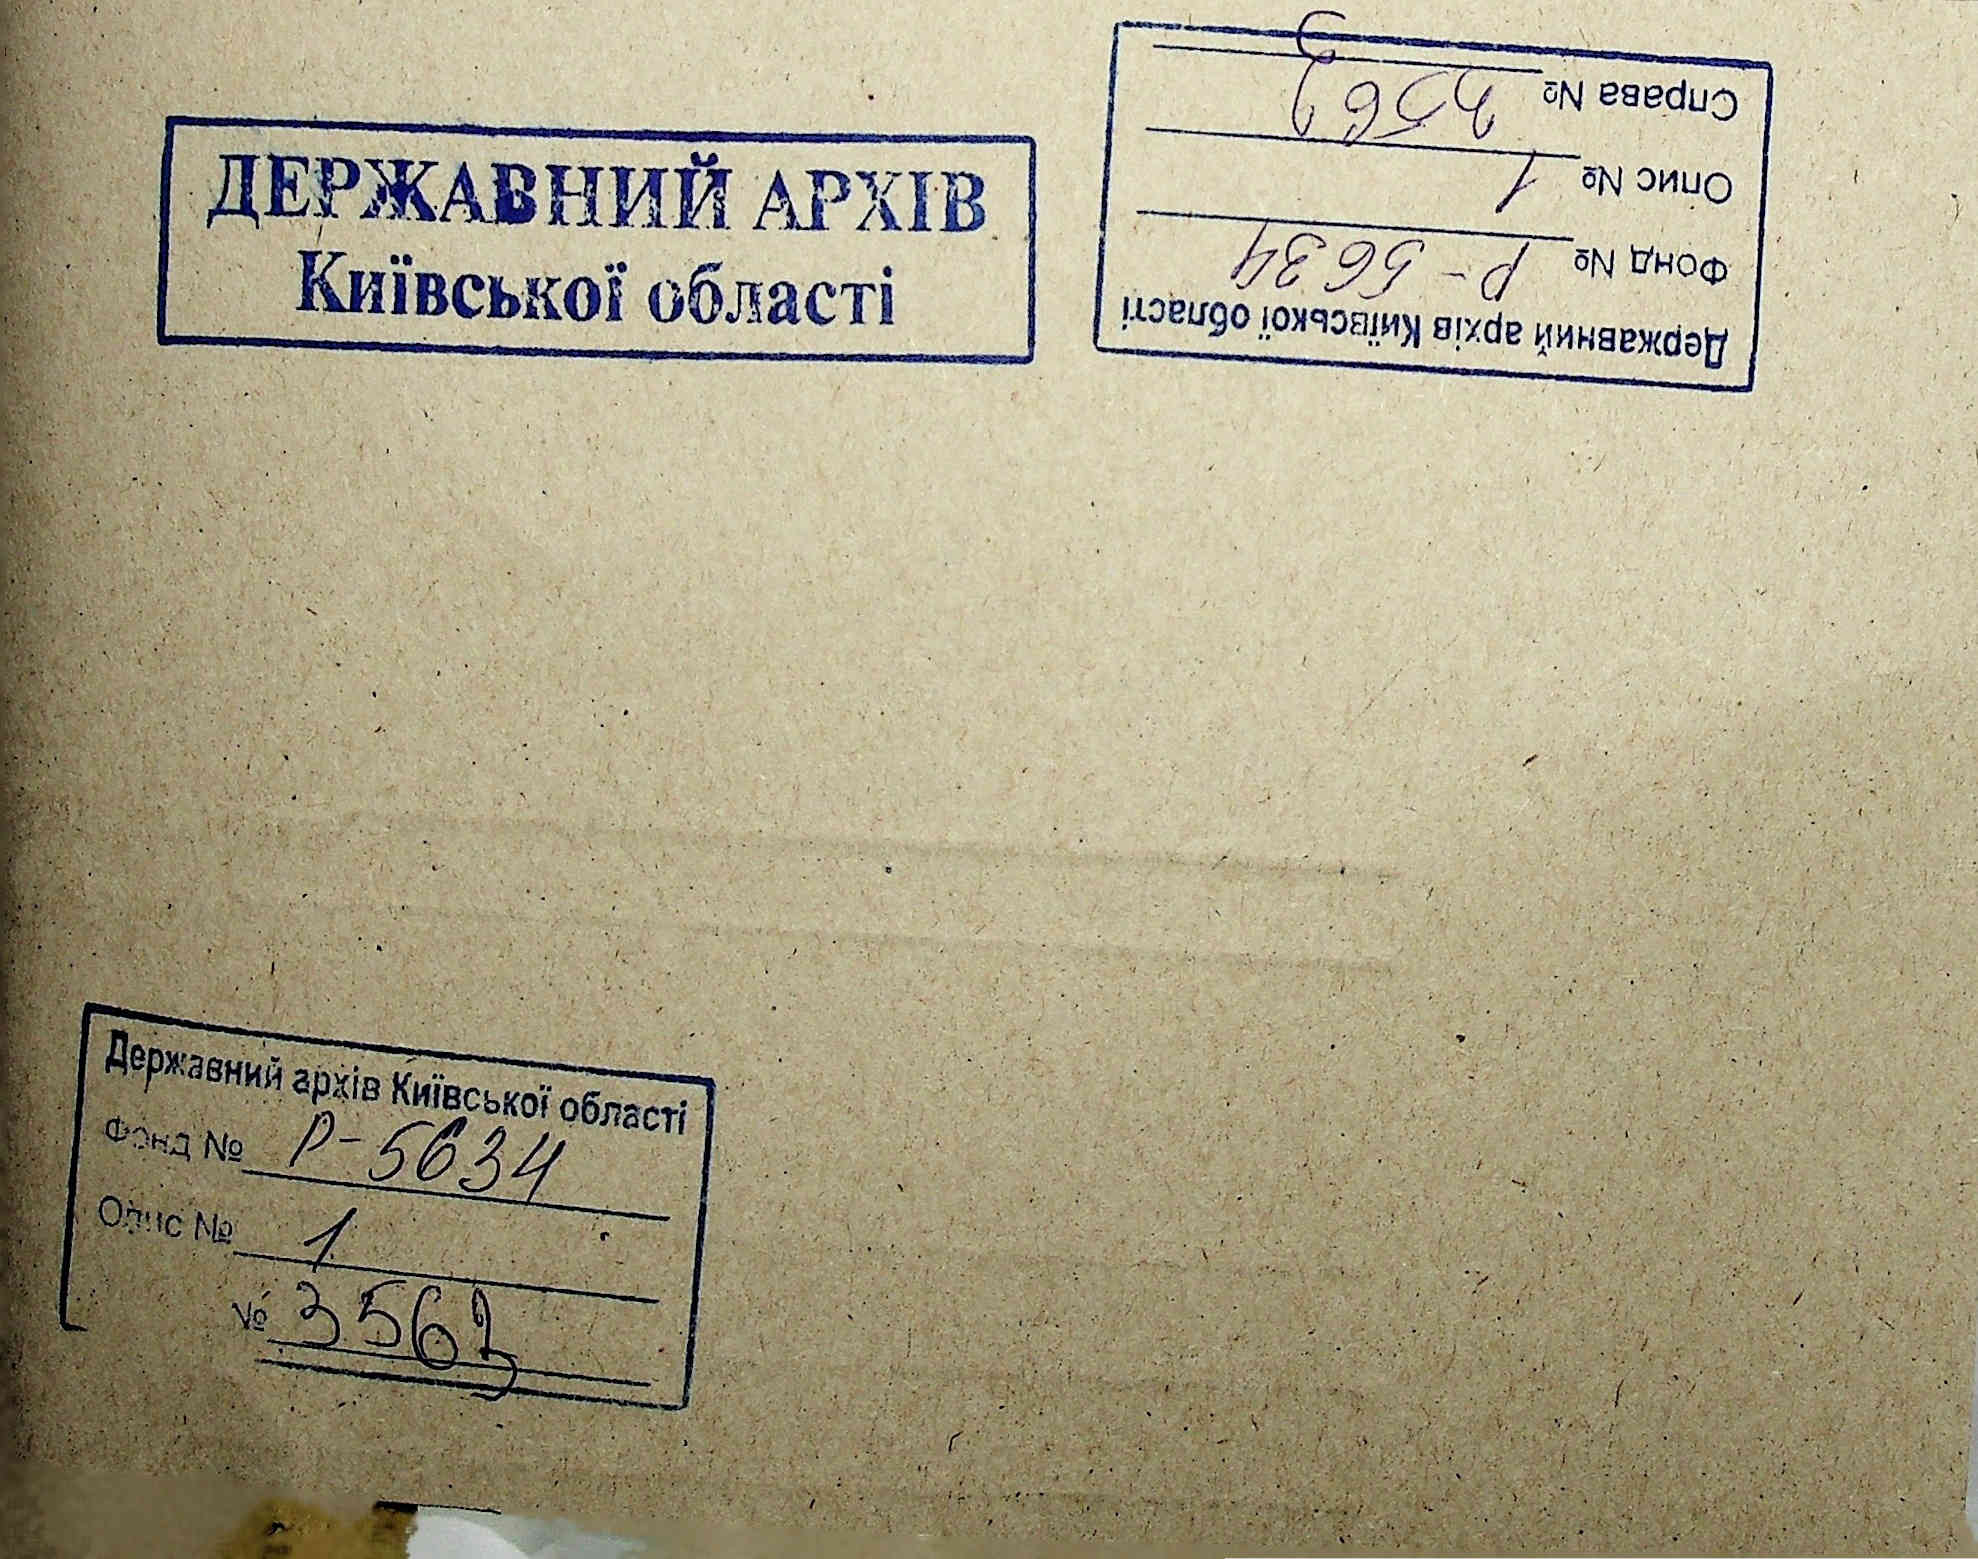 ДЕРЖАВНИЙ АРХІВ
Київської області
Державний архів Київської області
Фонд № Р-5634
Опис № 1
Справа №
Державний архів Київської області
Фонд № Р-5634
Опис № 1
№ 3563